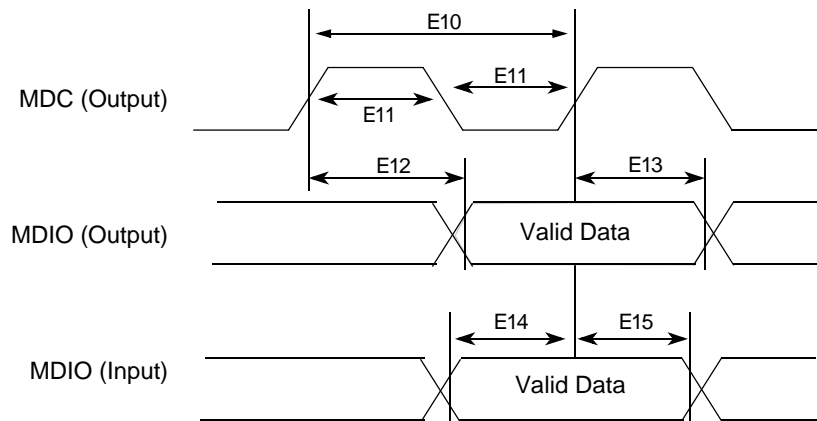 E10
MDC (Output)
E11
E11
E12
E13
MDIO (Output)
Valid Data
E14
E15
MDIO (Input)
Valid Data